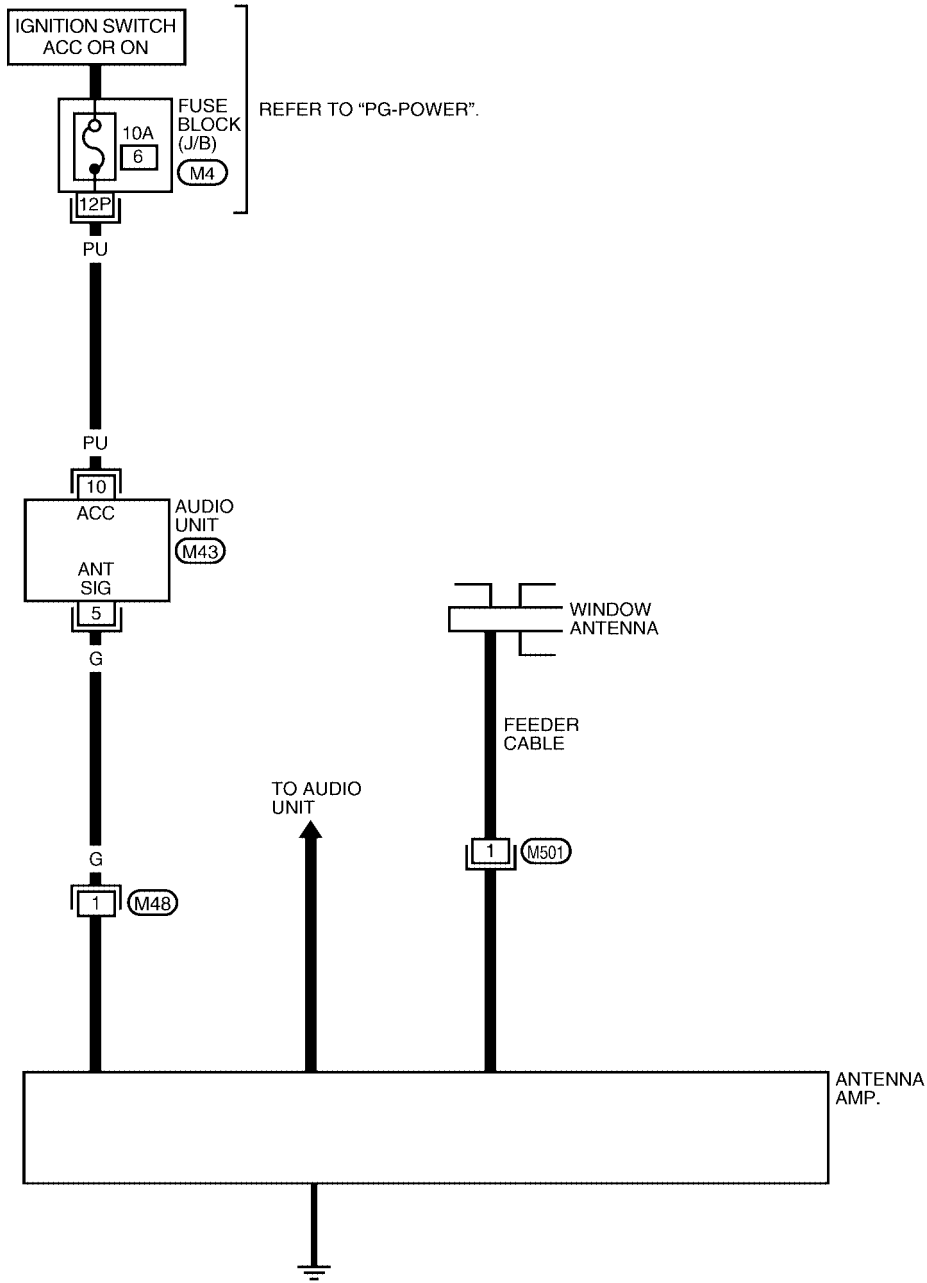 IGNITION SWITCH
ACC OR ON
FUSE
BLOCK
(J/B)
M4
10A
6
12P
REFER TO “PG-POWER”.
PU
PU
10
ACC
AUDIO
UNIT
M43
ANT
SIG
5
G
WINDOW
ANTENNA
FEEDER
CABLE
TO AUDIO
UNIT
1
M501
G
1
M48
ANTENNA
AMP.